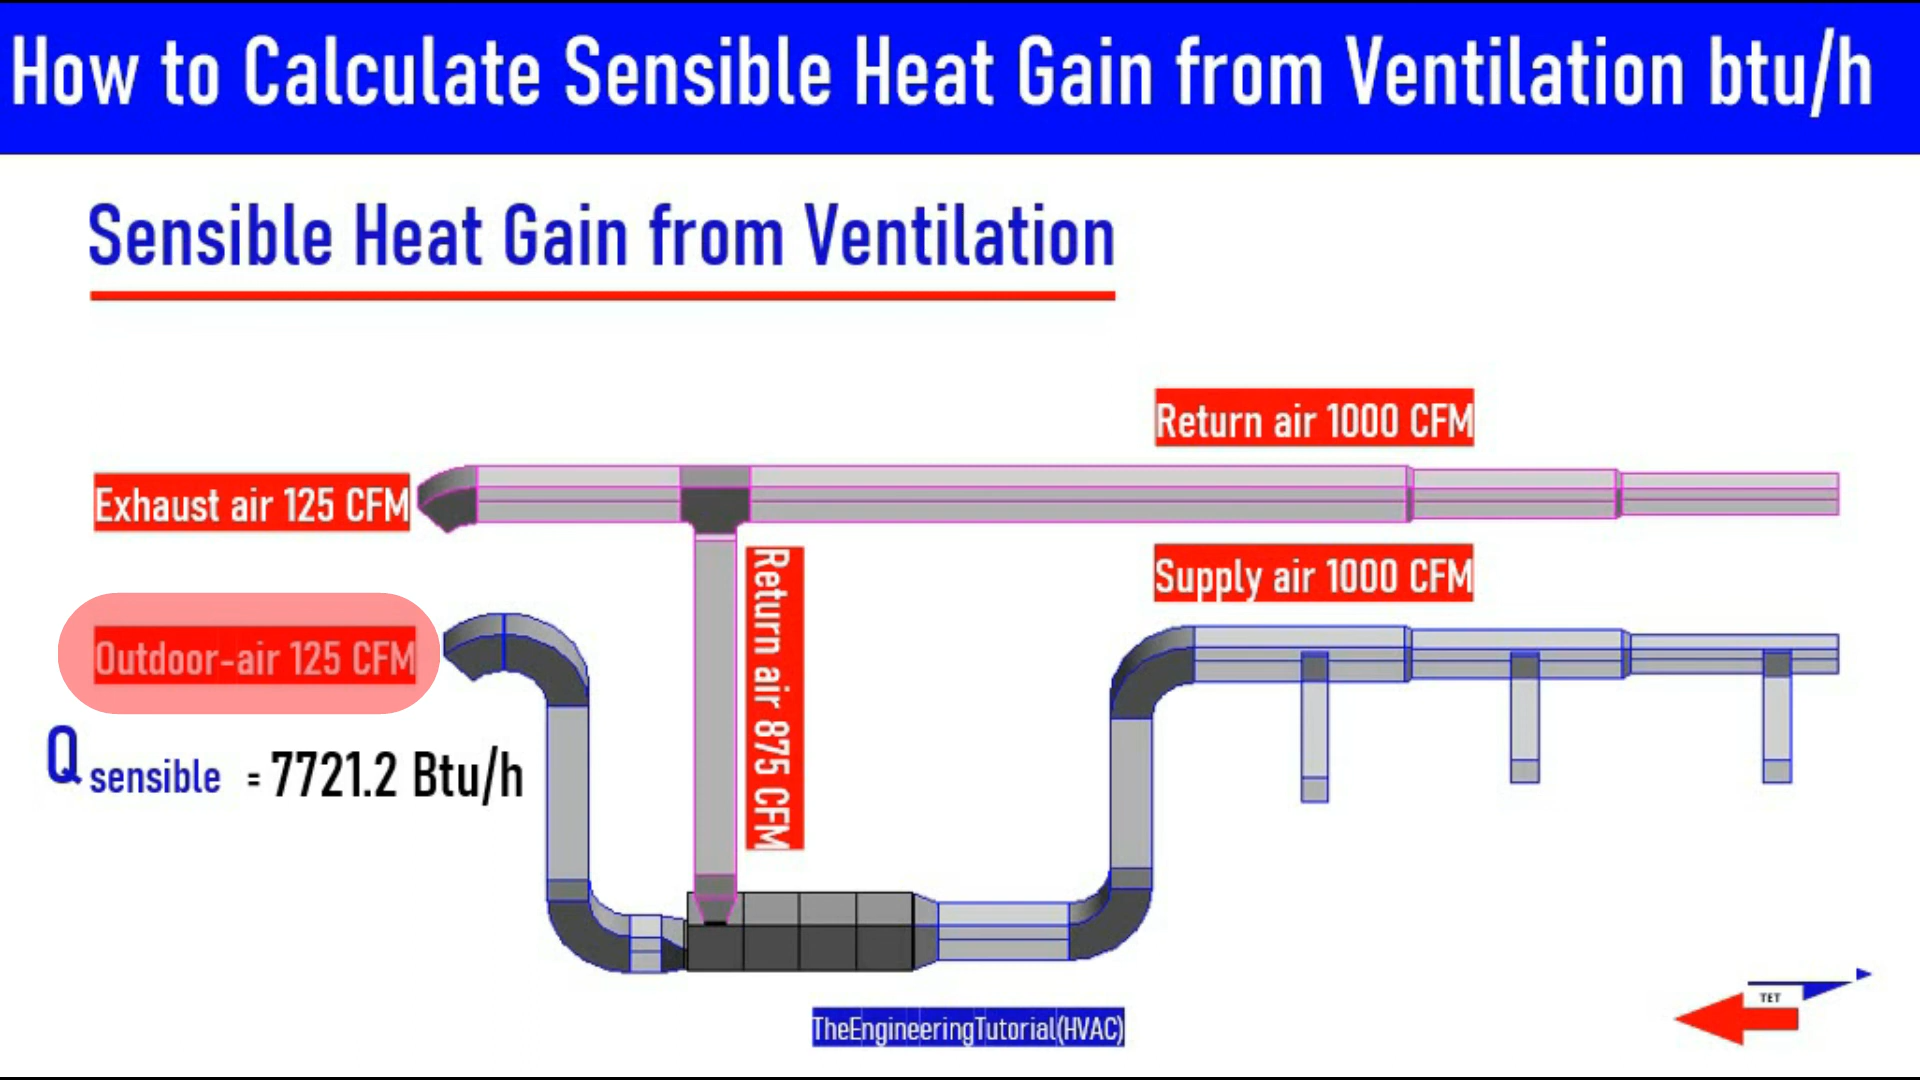 How to Calculate Sensible Heat Gain from Ventilation btu/h
Sensible Heat Gain from Ventilation
Return air 1000 CFM
Exhaust air 125 CFM
Supply air 1000 CFM
Return air 875 CFM
Outdoor-air 125 CFM
Q sensible = 7721.2 Btu/h
TET
TheEngineeringTutorial(HVAC)